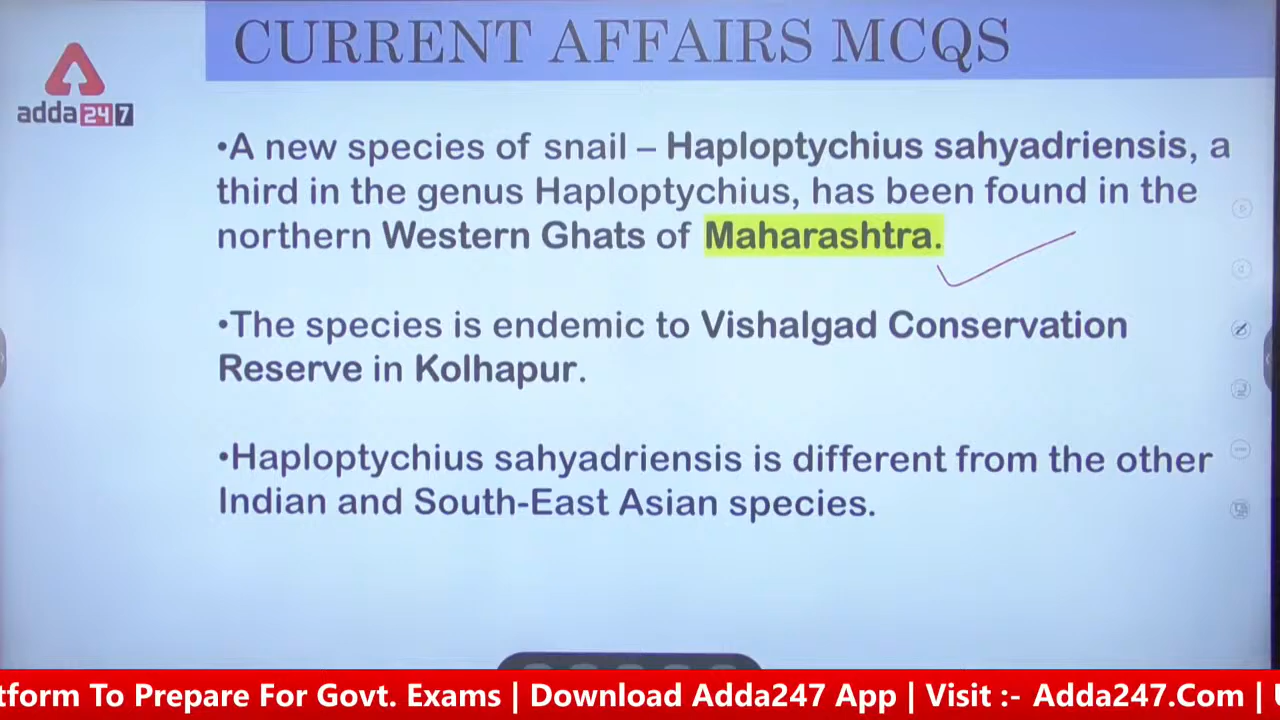 CURRENT AFFAIRS MCQS
adda247
•A new species of snail – Haploptychius sahyadriensis, a
third in the genus Haploptychius, has been found in the
northern Western Ghats of Maharashtra.
•The species is endemic to Vishalgad Conservation
Reserve in Kolhapur.
•Haploptychius sahyadriensis is different from the other
Indian and South-East Asian species.
tform To Prepare For Govt. Exams | Download Adda247 App | Visit :- Adda247.Com |